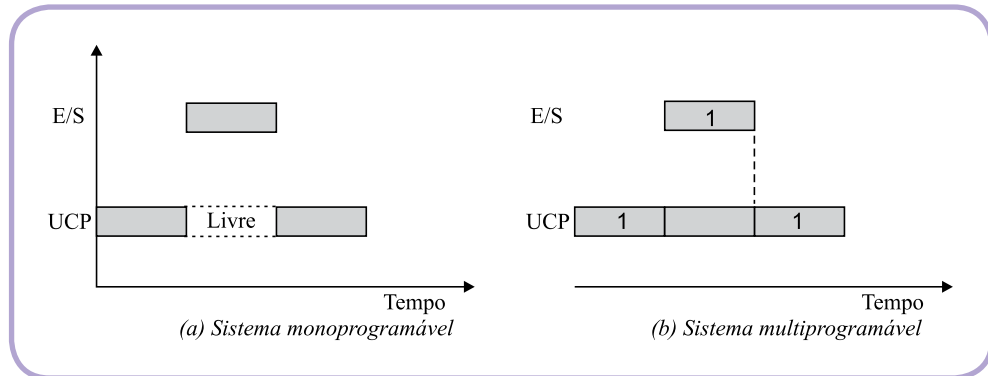 E/S
UCP
Livre
Tempo
(a) Sistema monoprogramável
E/S
1
UCP
1
1
Tempo
(b) Sistema multiprogramável